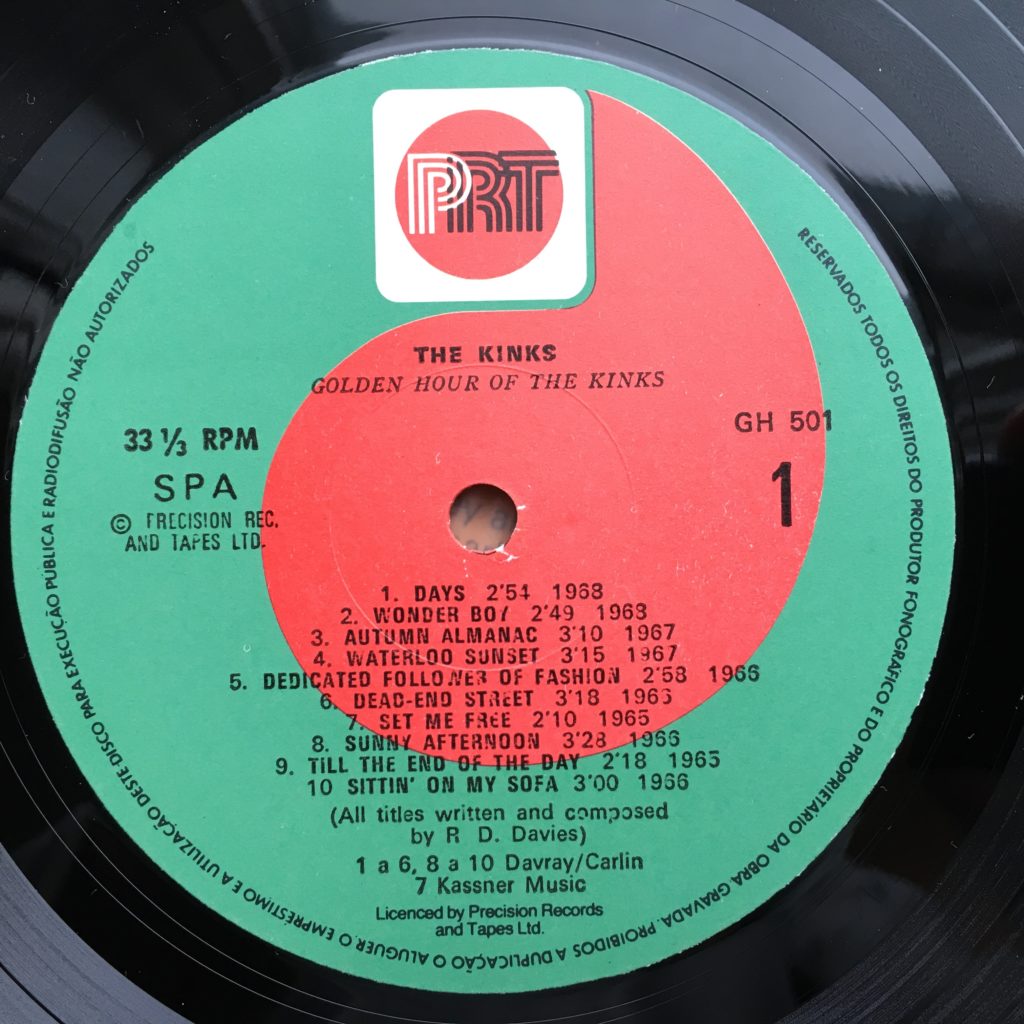 PRT
THE KINKS
GOLDEN HOUR OF THE KINKS
33 ⅓ RPM
SPA
© PRECISION REC.
AND TAPES LTD.
GH 501
1
1. DAYS 2'54 1968
2. WONDER BOY 2'49 1968
3. AUTUMN ALMANAC 3'10 1967
4. WATERLOO SUNSET 3'15 1967
5. DEDICATED FOLLOWER OF FASHION 2'58 1966
6. DEAD-END STREET 3'18 1966
7. SET ME FREE 2'10 1965
8. SUNNY AFTERNOON 3'28 1966
9. TILL THE END OF THE DAY 2'18 1965
10 SITTIN' ON MY SOFA 3'00 1966
(All titles written and composed
by R D. Davies)
1 a 6, 8 a 10 Davray/Carlin
7 Kassner Music
Licenced by Precision Records
and Tapes Ltd.
RESERVADOS TODOS OS DIREITOS DO PRODUTOR FONOGRÁFICO E DO PROPRIETÁRIO DA OBRA GRAVADA. PROIBIDOS A DUPLICAÇÃO O ALUGUER O EMPRÉSTIMO E A UTILIZAÇÃO DESTE DISCO PARA EXECUÇÃO PÚBLICA E RADIODIFUSÃO NÃO AUTORIZADOS